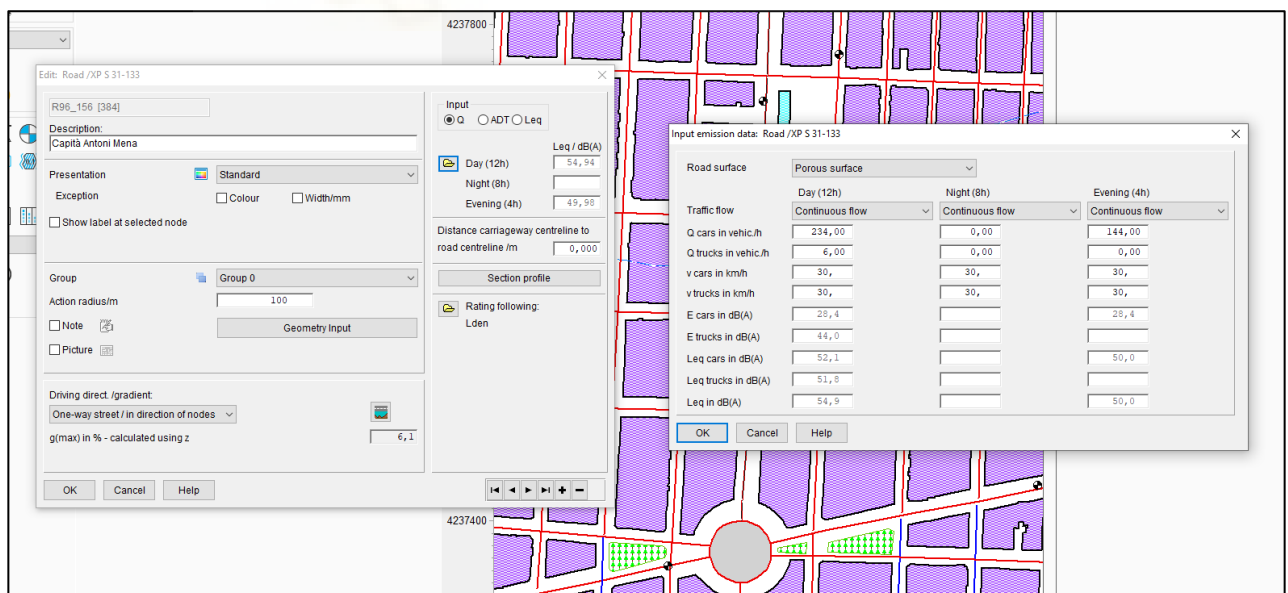 4237800
Edit: Road /XP S 31-133
R96_156 [384]
Description:
Capità Antoni Mena
Presentation Standard
Exception Colour Width/mm
Show label at selected node
Group Group 0
Action radius/m 100
Note Geometry Input
Picture
Driving direct. /gradient:
One-way street / in direction of nodes
g(max) in % - calculated using z 6,1
OK Cancel Help
Input
Q ADT Leq
Leq / dB(A)
Day (12h) 54,94
Night (8h)
Evening (4h) 49,98
Distance carriageway centreline to
road centreline /m 0,000
Section profile
Rating following:
Lden
Input emission data: Road /XP S 31-133
Road surface Porous surface
Day (12h) Night (8h) Evening (4h)
Traffic flow Continuous flow Continuous flow Continuous flow
Q cars in vehic./h 234,00 0,00 144,00
Q trucks in vehic./h 6,00 0,00 0,00
v cars in km/h 30, 30, 30,
v trucks in km/h 30, 30, 30,
E cars in dB(A) 28,4 28,4
E trucks in dB(A) 44,0
Leq cars in dB(A) 52,1 50,0
Leq trucks in dB(A) 51,8
Leq in dB(A) 54,9 50,0
OK Cancel Help
4237400